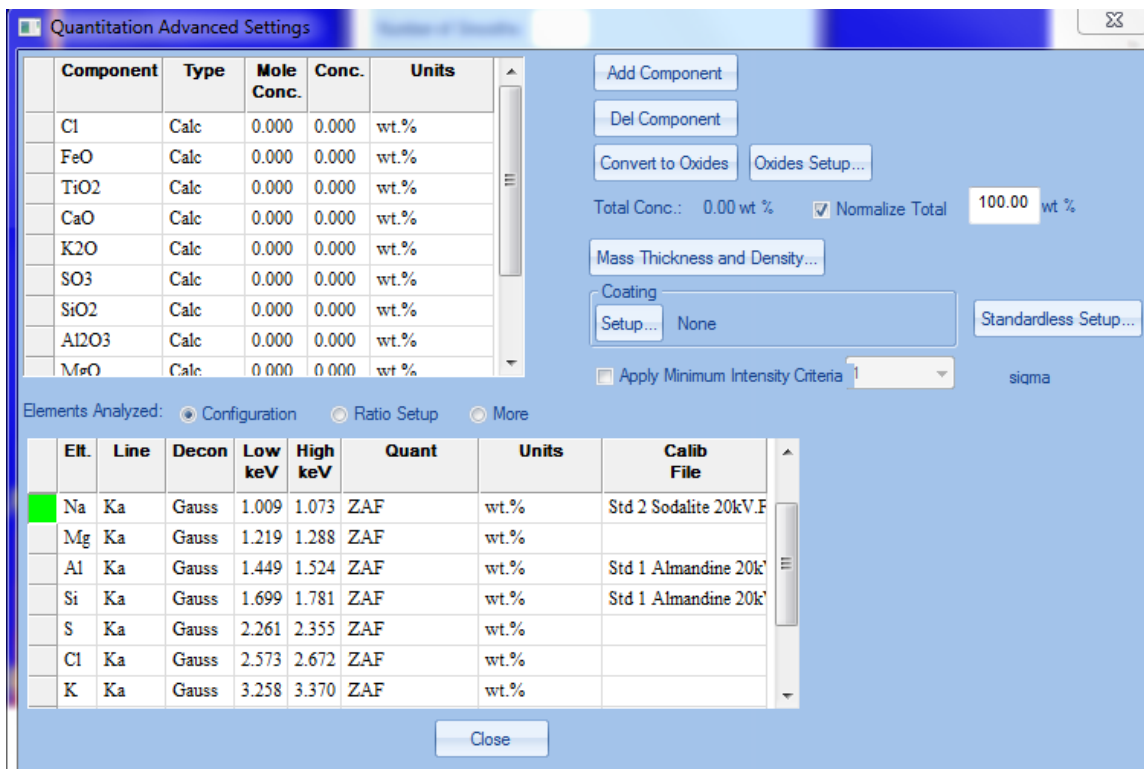 Quantitation Advanced Settings
Component Type Mole Conc. Conc. Units
Cl Calc 0.000 0.000 wt.%
FeO Calc 0.000 0.000 wt.%
TiO2 Calc 0.000 0.000 wt.%
CaO Calc 0.000 0.000 wt.%
K2O Calc 0.000 0.000 wt.%
SO3 Calc 0.000 0.000 wt.%
SiO2 Calc 0.000 0.000 wt.%
Al2O3 Calc 0.000 0.000 wt.%
MgO Calc 0.000 0.000 wt.%
Add Component
Del Component
Convert to Oxides Oxides Setup...
Total Conc.: 0.00 wt % Normalize Total 100.00 wt %
Mass Thickness and Density...
Coating
Setup... None Standardless Setup...
Apply Minimum Intensity Criteria 1 sigma
Elements Analyzed: Configuration Ratio Setup More
Elt. Line Decon Low keV High keV Quant Units Calib File
Na Ka Gauss 1.009 1.073 ZAF wt.% Std 2 Sodalite 20kV.
Mg Ka Gauss 1.219 1.288 ZAF wt.%
Al Ka Gauss 1.449 1.524 ZAF wt.% Std 1 Almandine 20k
Si Ka Gauss 1.699 1.781 ZAF wt.% Std 1 Almandine 20k
S Ka Gauss 2.261 2.355 ZAF wt.%
Cl Ka Gauss 2.573 2.672 ZAF wt.%
K Ka Gauss 3.258 3.370 ZAF wt.%
Close